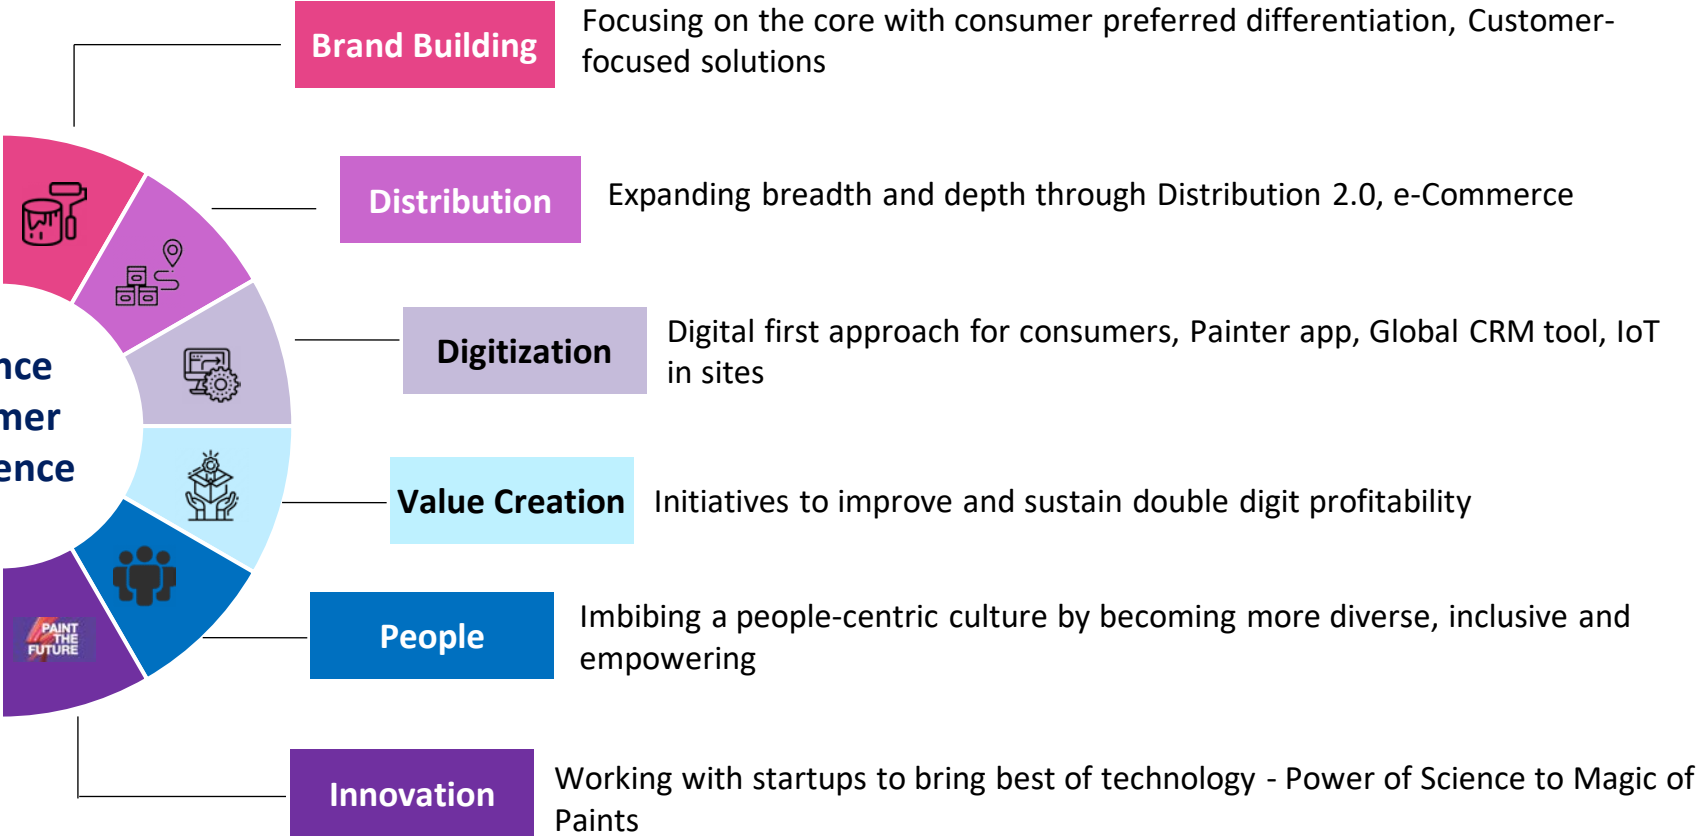 Brand Building
Focusing on the core with consumer preferred differentiation, Customer-
focused solutions
Distribution
Expanding breadth and depth through Distribution 2.0, e-Commerce
Digitization
Digital first approach for consumers, Painter app, Global CRM tool, IoT
in sites
nce
mer
ence
Value Creation
Initiatives to improve and sustain double digit profitability
People
Imbibing a people-centric culture by becoming more diverse, inclusive and
empowering
PAINT
THE
FUTURE
Innovation
Working with startups to bring best of technology - Power of Science to Magic of
Paints